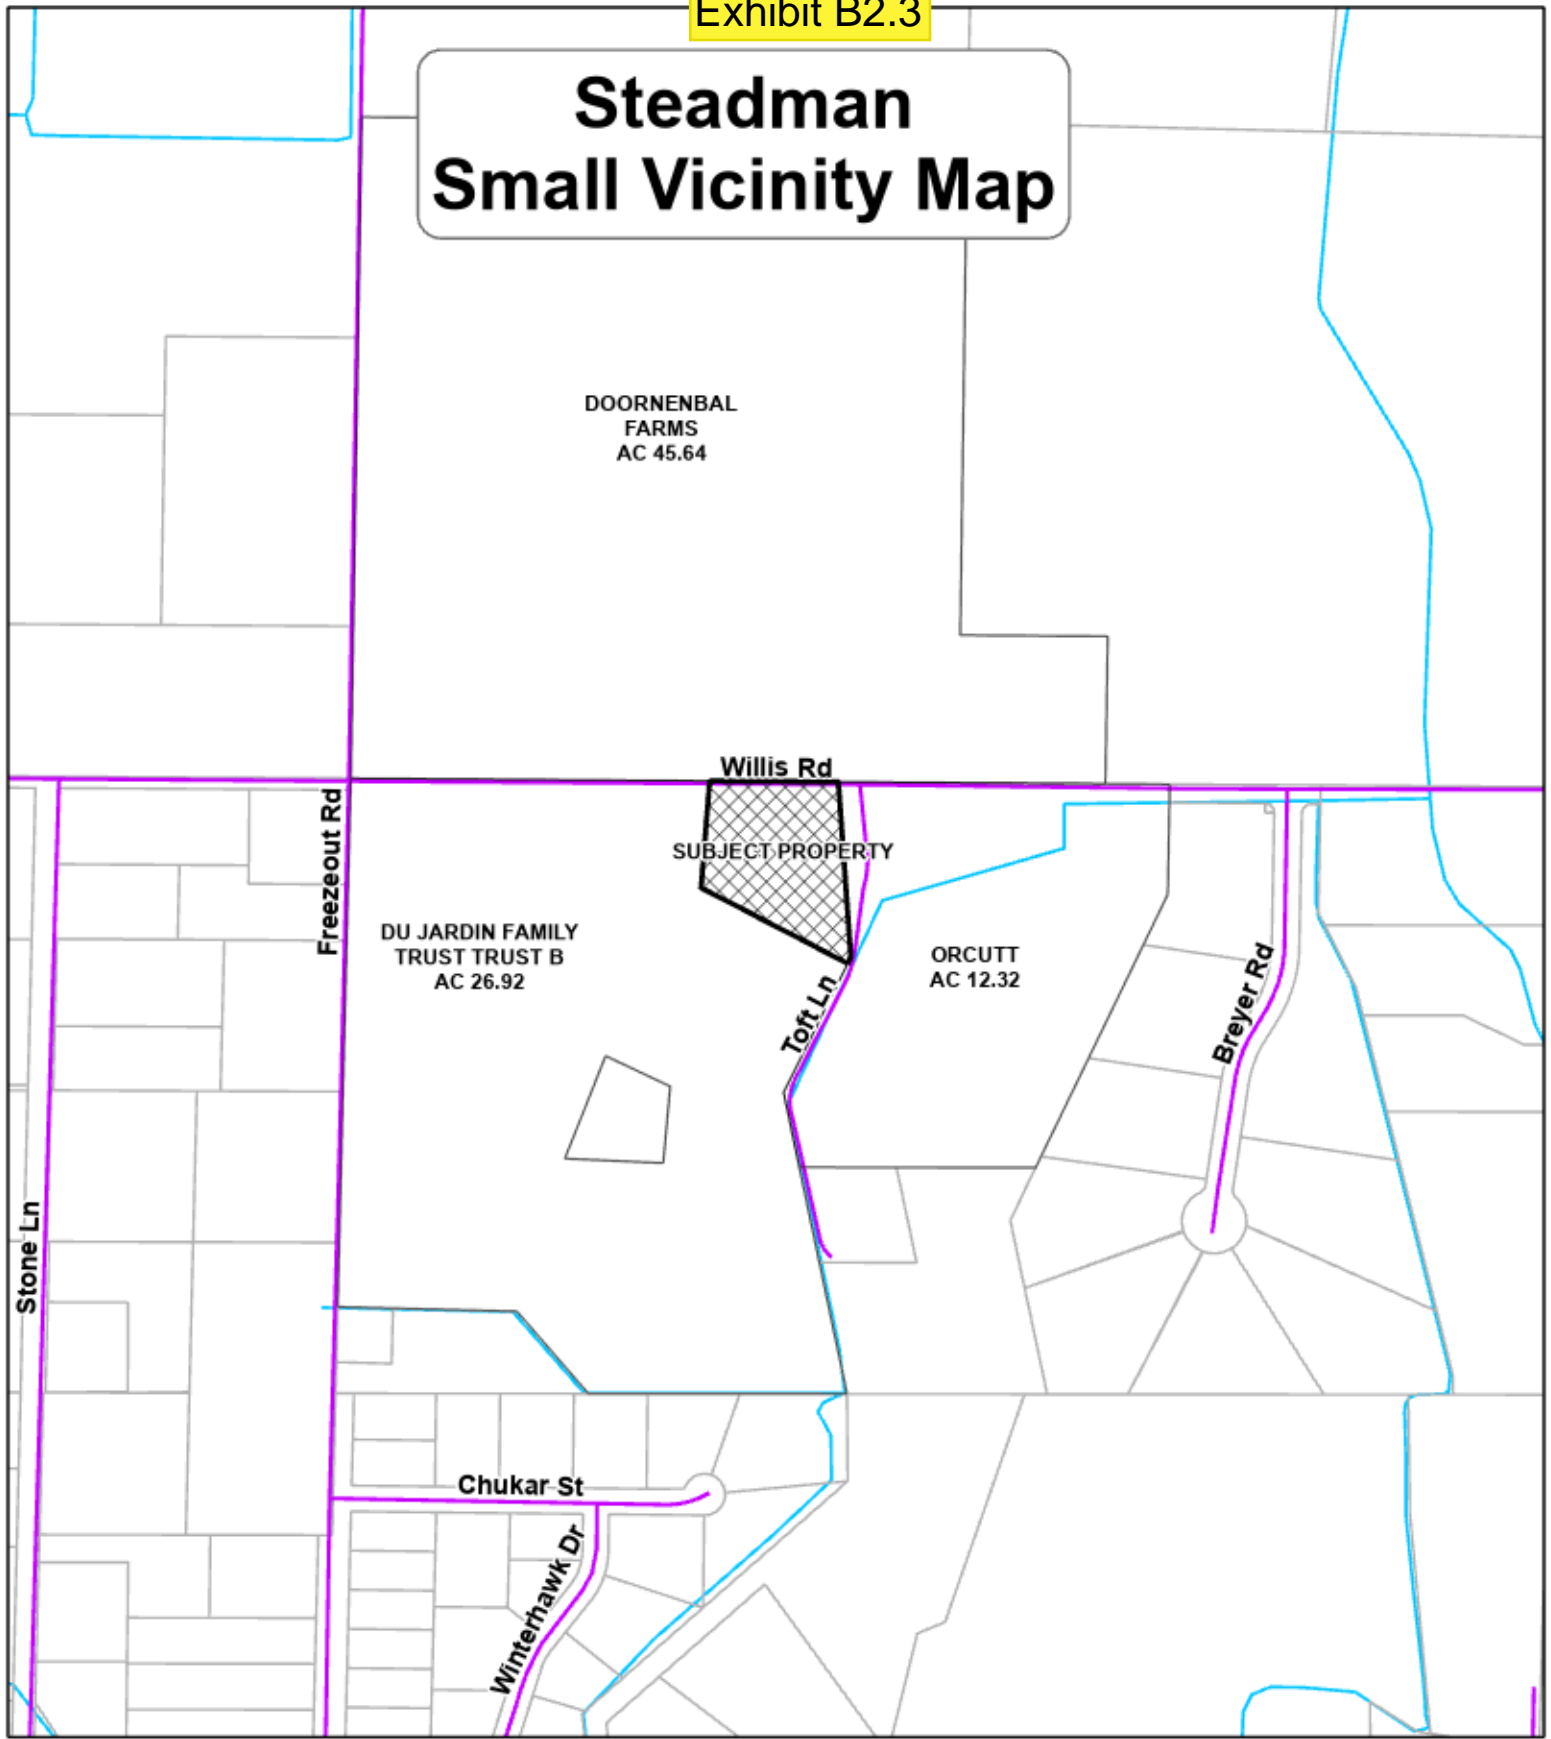 Exhibit B2.3
Steadman
Small Vicinity Map
DOORNENBAL
FARMS
AC 45.64
Willis Rd
SUBJECT PROPERTY
Freezeout Rd
DU JARDIN FAMILY
TRUST TRUST B
AC 26.92
ORCUTT
AC 12.32
Toft Ln
Breyer Rd
Stone Ln
Chukar St
Winterhawk Dr